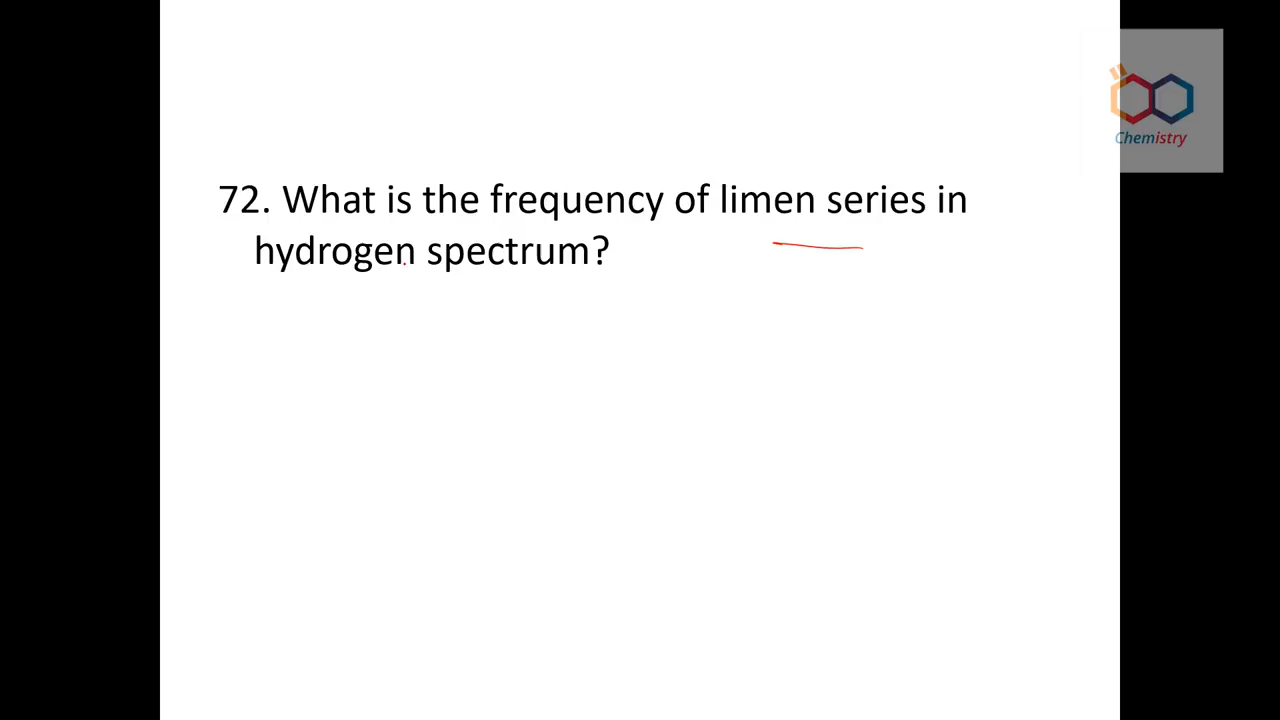 Chemistry
72. What is the frequency of limen series in
hydrogen spectrum?